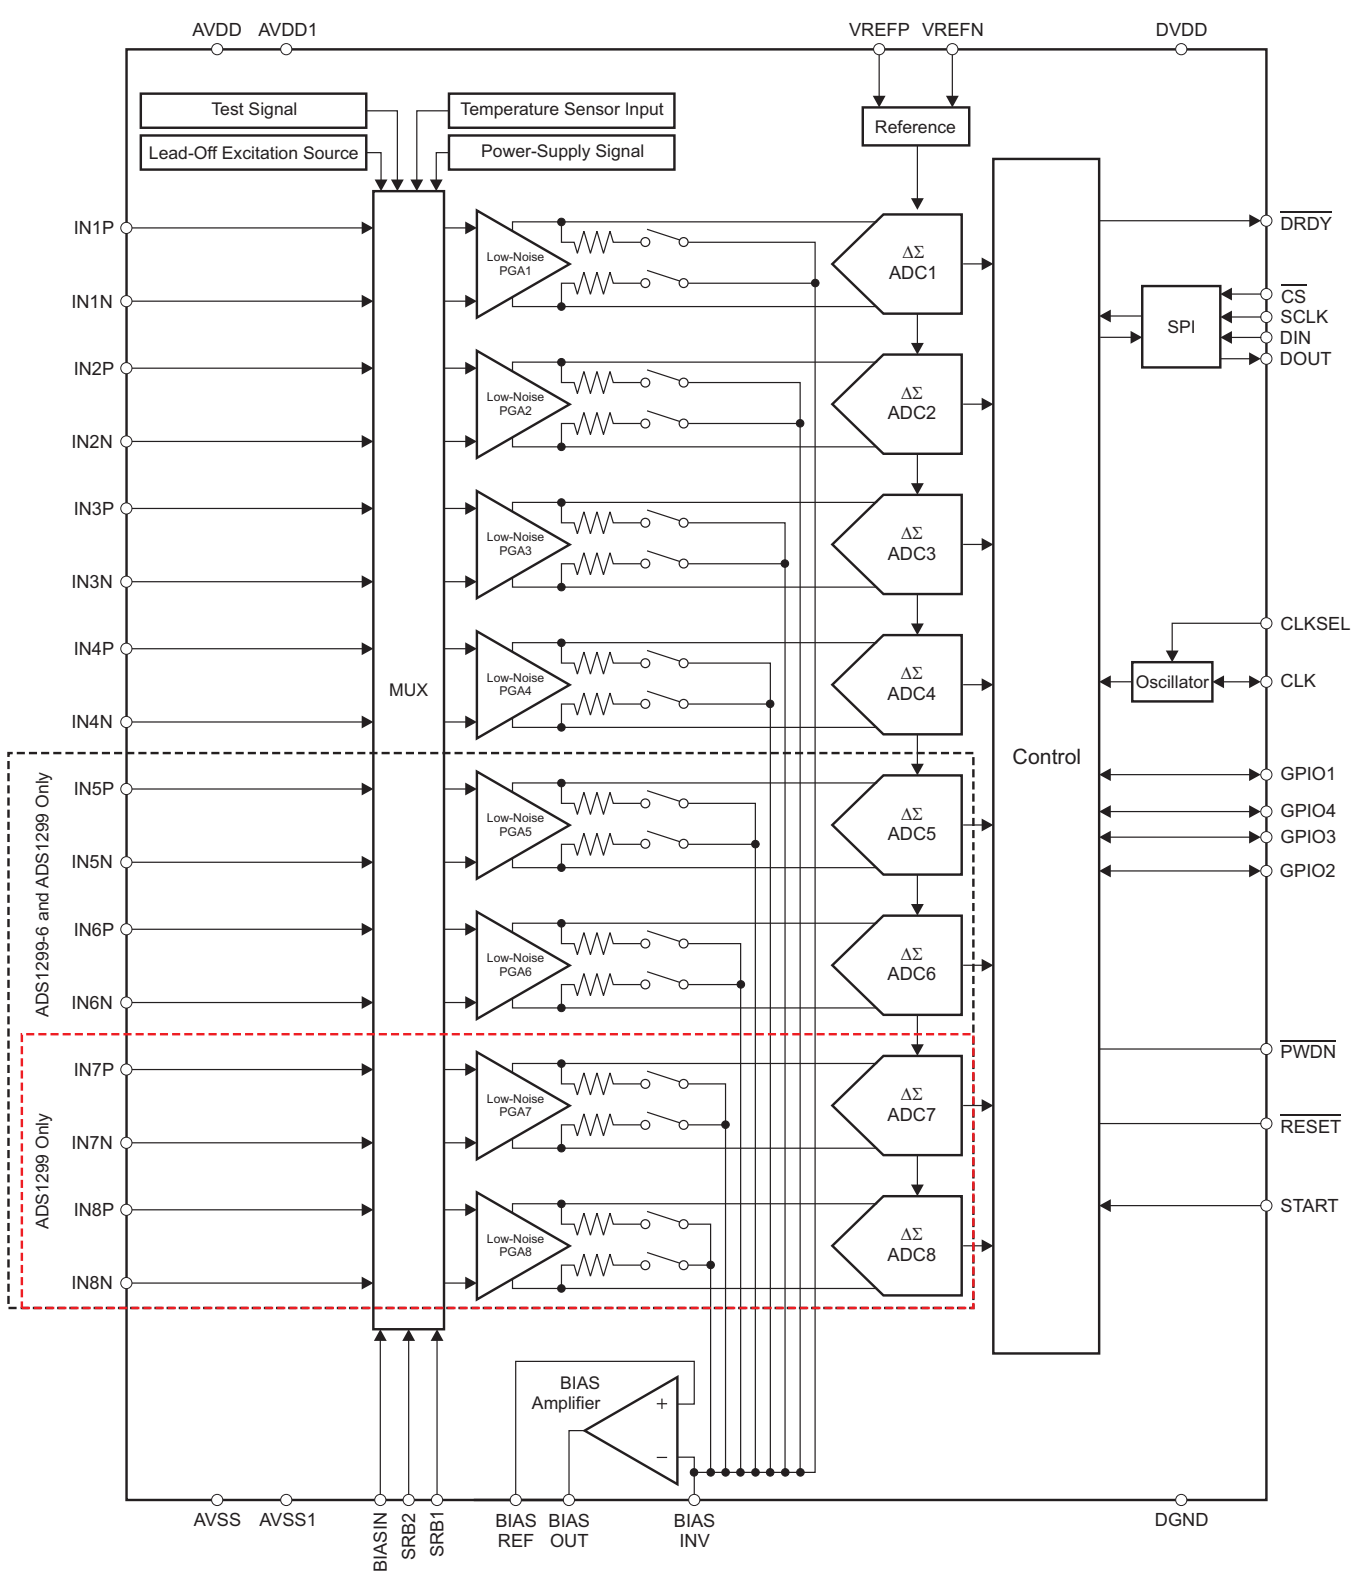 AVDD AVDD1 VREFP VREFN DVDD
Test Signal
Temperature Sensor Input
Lead-Off Excitation Source
Power-Supply Signal
Reference
IN1P
IN1N
IN2P
IN2N
IN3P
IN3N
IN4P
IN4N
IN5P
IN5N
IN6P
IN6N
IN7P
IN7N
IN8P
IN8N
ADS1299-6 and ADS1299 Only
ADS1299 Only
MUX
Low-Noise
PGA1
Low-Noise
PGA2
Low-Noise
PGA3
Low-Noise
PGA4
Low-Noise
PGA5
Low-Noise
PGA6
Low-Noise
PGA7
Low-Noise
PGA8
ΔΣ
ADC1
ΔΣ
ADC2
ΔΣ
ADC3
ΔΣ
ADC4
ΔΣ
ADC5
ΔΣ
ADC6
ΔΣ
ADC7
ΔΣ
ADC8
Control
SPI
Oscillator
DRDY
CS
SCLK
DIN
DOUT
CLKSEL
CLK
GPIO1
GPIO4
GPIO3
GPIO2
PWDN
RESET
START
BIAS
Amplifier
+
−
AVSS AVSS1
BIASIN
SRB2
SRB1
BIAS
REF
BIAS
OUT
BIAS
INV
DGND